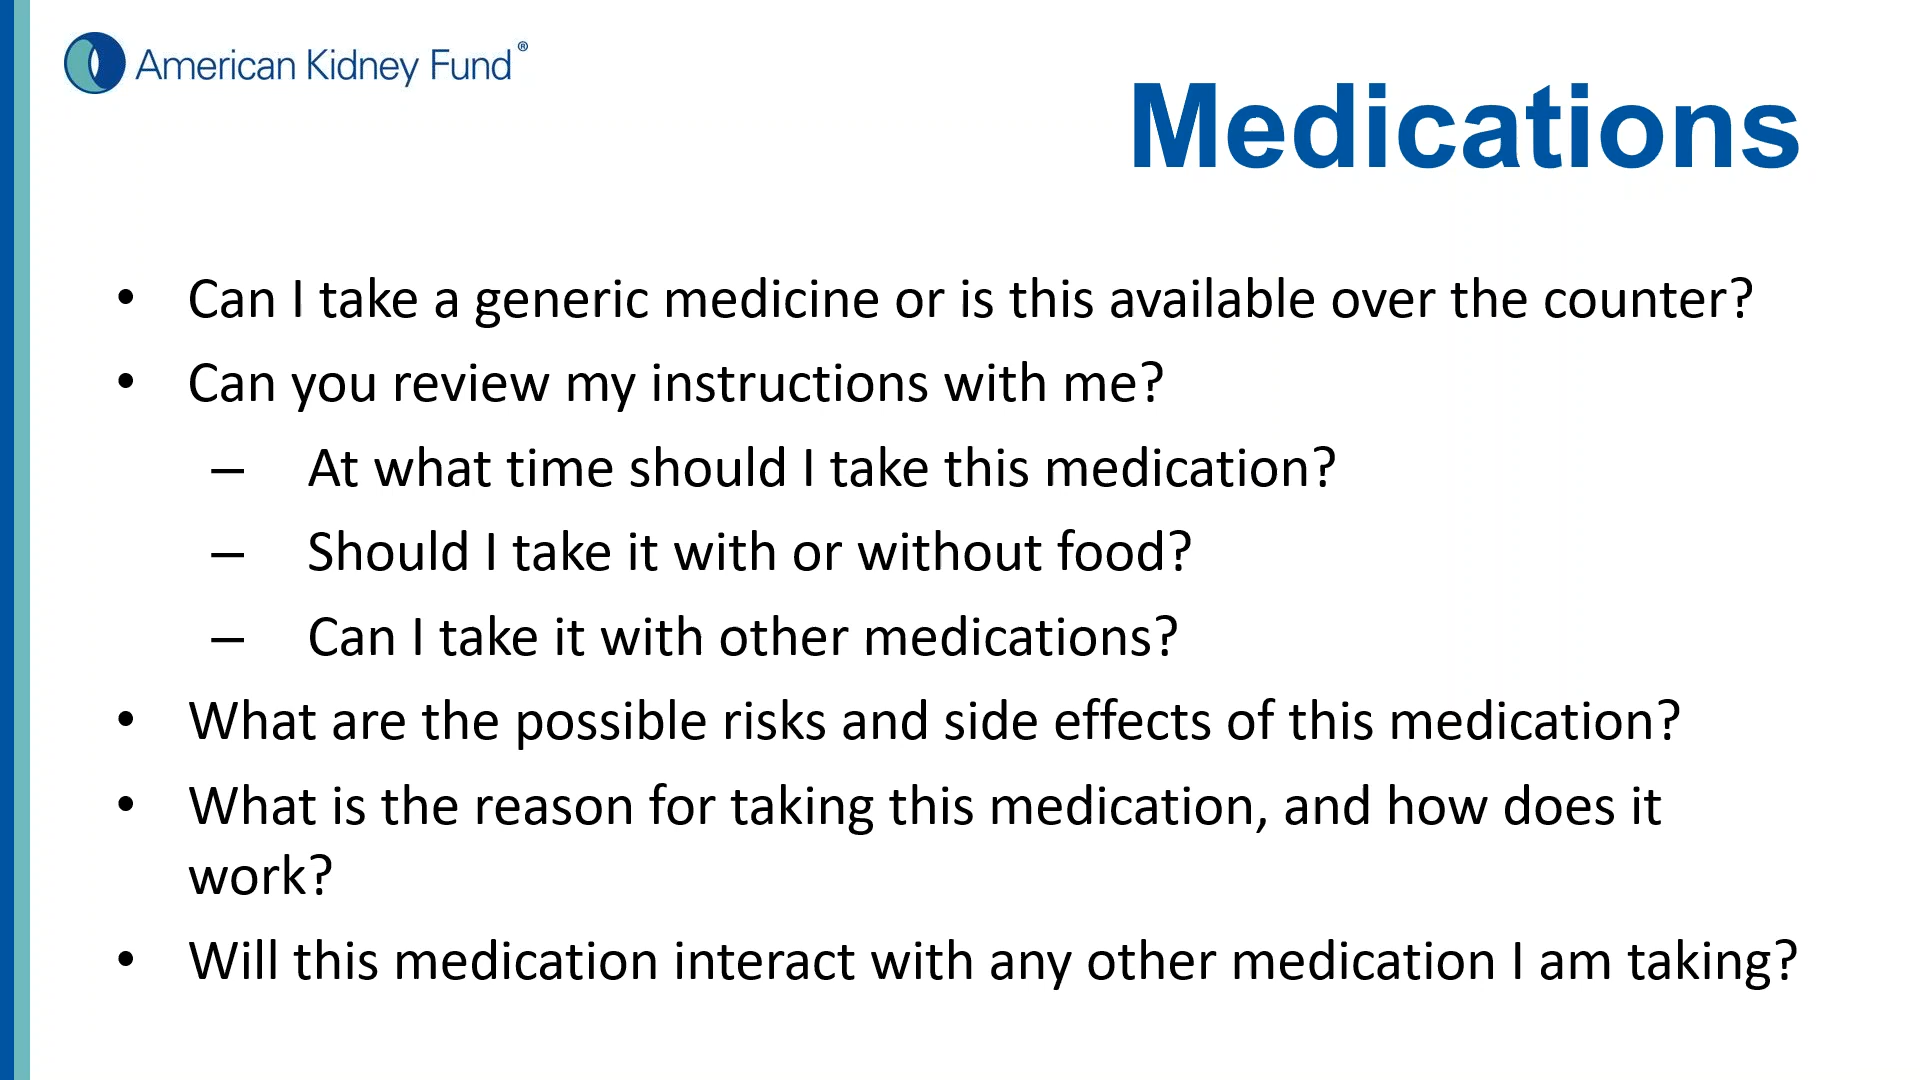 American Kidney Fund®
Medications
• Can I take a generic medicine or is this available over the counter?
• Can you review my instructions with me?
– At what time should I take this medication?
– Should I take it with or without food?
– Can I take it with other medications?
• What are the possible risks and side effects of this medication?
• What is the reason for taking this medication, and how does it
work?
• Will this medication interact with any other medication I am taking?